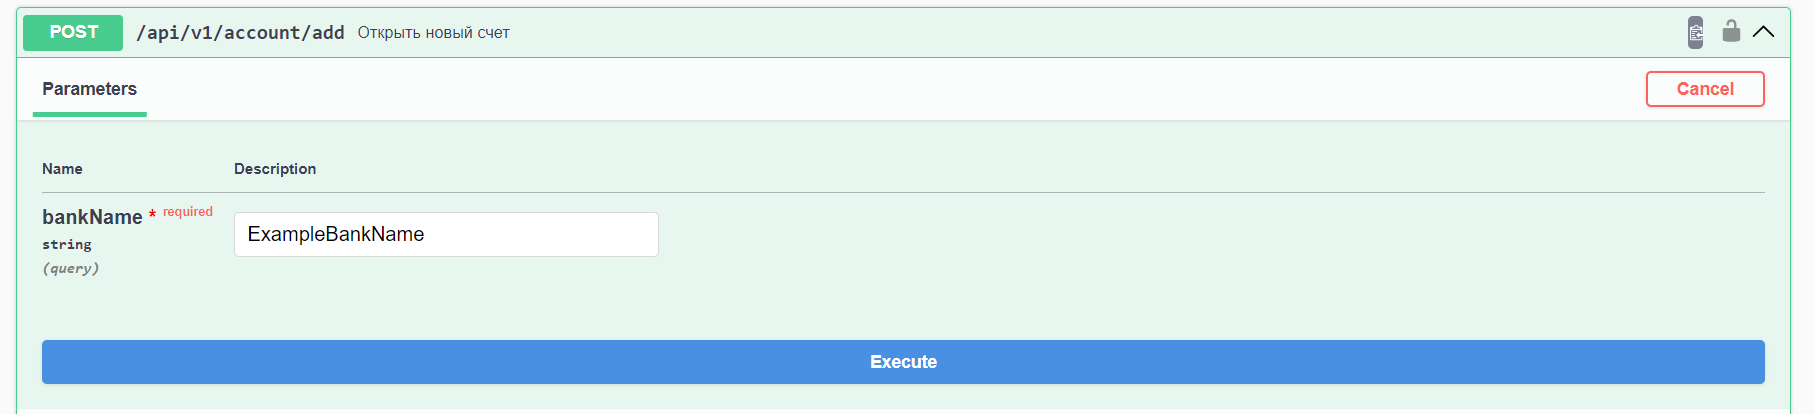 POST /api/v1/account/add Открыть новый счет
Parameters Cancel
Name Description
bankName * required
string
(query)
ExampleBankName
Execute